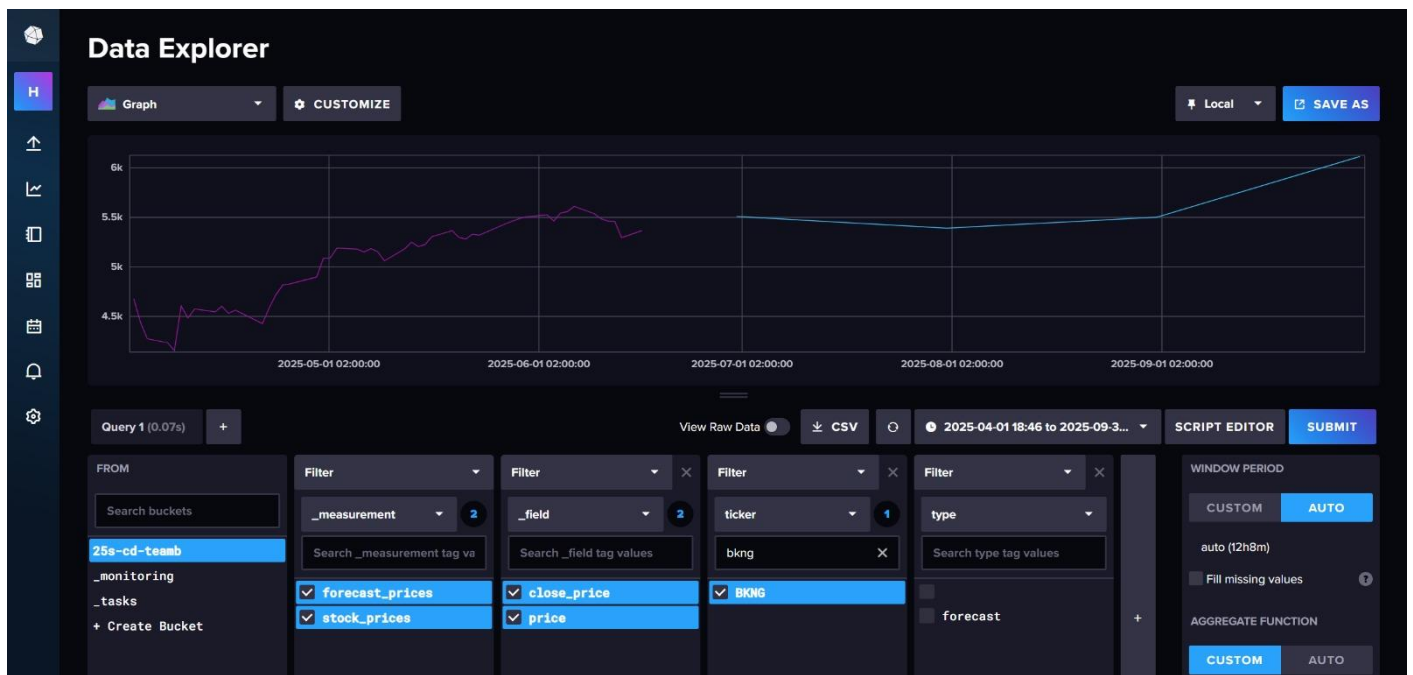 Data Explorer
H
Graph
CUSTOMIZE
Local
SAVE AS
6k
5.5k
5k
4.5k
2025-05-01 02:00:00
2025-06-01 02:00:00
2025-07-01 02:00:00
2025-08-01 02:00:00
2025-09-01 02:00:00
Query 1 (0.07s)
+
View Raw Data
CSV
2025-04-01 18:46 to 2025-09-3...
SCRIPT EDITOR
SUBMIT
FROM
Search buckets
25s-cd-teamb
_monitoring
_tasks
+ Create Bucket
Filter
_measurement
2
Search _measurement tag va
forecast_prices
stock_prices
Filter
_field
2
Search _field tag values
close_price
price
Filter
ticker
1
bkng
BKNG
Filter
type
Search type tag values
forecast
+
WINDOW PERIOD
CUSTOM
AUTO
auto (12h8m)
Fill missing values
AGGREGATE FUNCTION
CUSTOM
AUTO